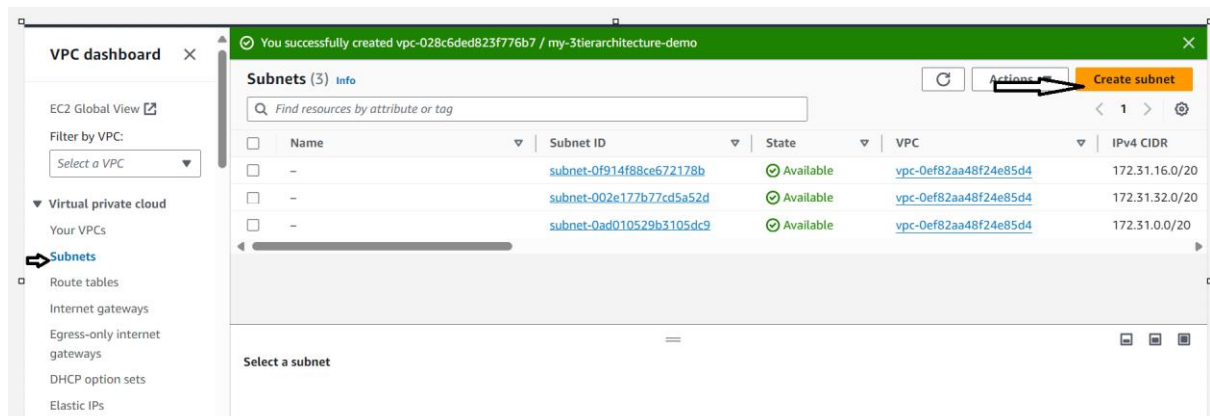 You successfully created vpc-028c6ded823f776b7 / my-3tierarchitecture-demo
VPC dashboard
EC2 Global View
Filter by VPC:
Select a VPC
Virtual private cloud
Your VPCs
Subnets
Route tables
Internet gateways
Egress-only internet
gateways
DHCP option sets
Elastic IPs
Subnets (3) Info
Actions
Create subnet
Find resources by attribute or tag
1
Name Subnet ID State VPC IPv4 CIDR
– subnet-0f914f88ce672178b Available vpc-0ef82aa48f24e85d4 172.31.16.0/20
– subnet-002e177b77cd5a52d Available vpc-0ef82aa48f24e85d4 172.31.32.0/20
– subnet-0ad010529b3105dc9 Available vpc-0ef82aa48f24e85d4 172.31.0.0/20
Select a subnet